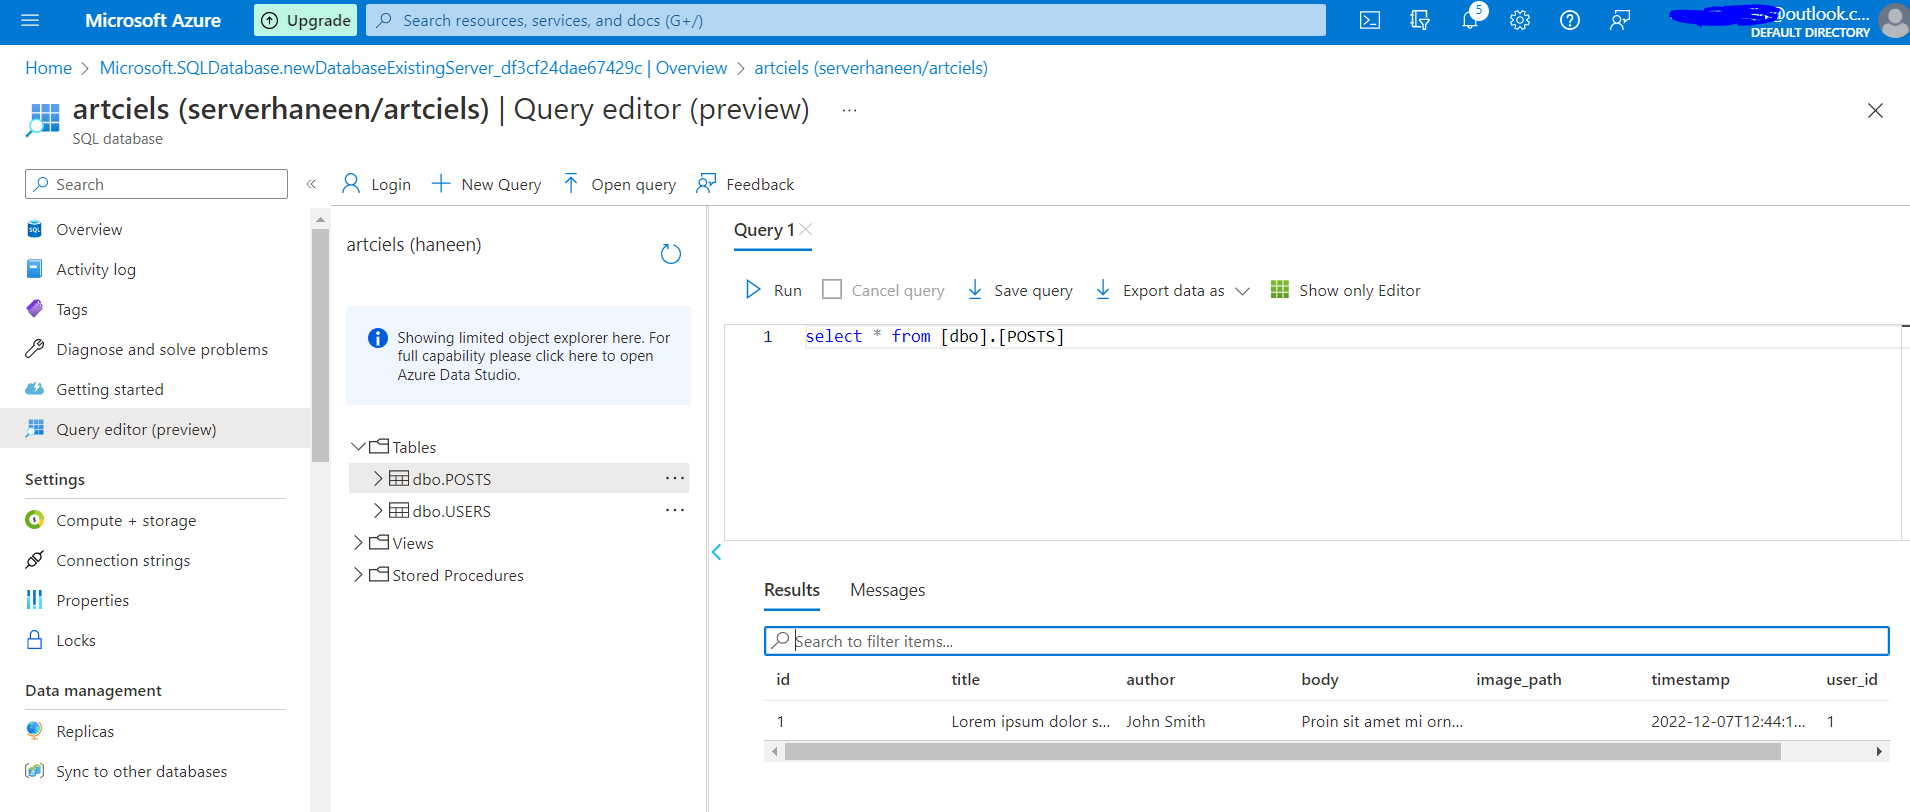 Microsoft Azure
Upgrade
Search resources, services, and docs (G+/)
5
@outlook.c...
DEFAULT DIRECTORY
Home > Microsoft.SQLDatabase.newDatabaseExistingServer_df3cf24dae67429c | Overview > artciels (serverhaneen/artciels)
artciels (serverhaneen/artciels) | Query editor (preview) ...
SQL database
Search
«
Login
New Query
Open query
Feedback
Overview
Activity log
Tags
Diagnose and solve problems
Getting started
Query editor (preview)
Settings
Compute + storage
Connection strings
Properties
Locks
Data management
Replicas
Sync to other databases
artciels (haneen)
Showing limited object explorer here. For
full capability please click here to open
Azure Data Studio.
Tables
dbo.POSTS ...
dbo.USERS ...
Views
Stored Procedures
Query 1
Run
Cancel query
Save query
Export data as
Show only Editor
1 select * from [dbo].[POSTS]
Results
Messages
Search to filter items...
id title author body image_path timestamp user_id
1 Lorem ipsum dolor s... John Smith Proin sit amet mi orn... 2022-12-07T12:44:1... 1